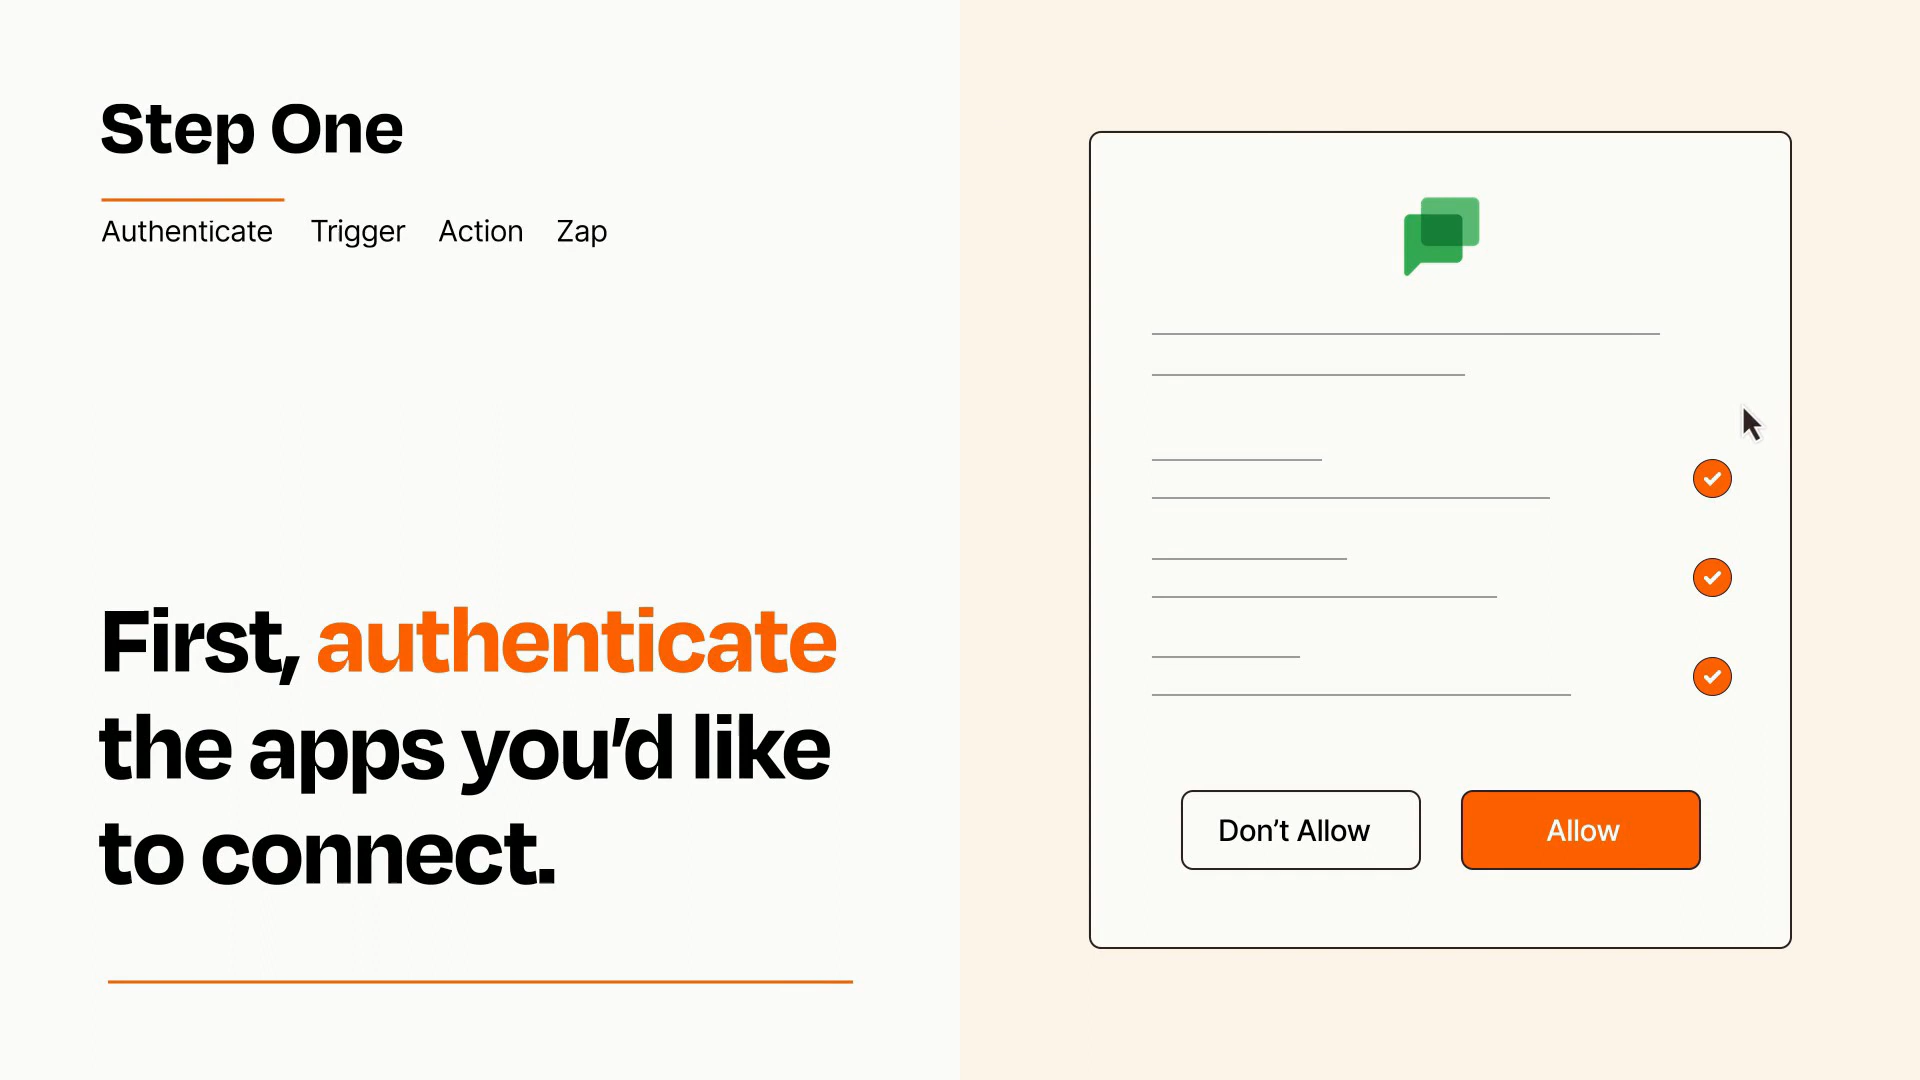 Step One
Authenticate Trigger Action Zap
First, authenticate
the apps you’d like
to connect.
Don’t Allow Allow